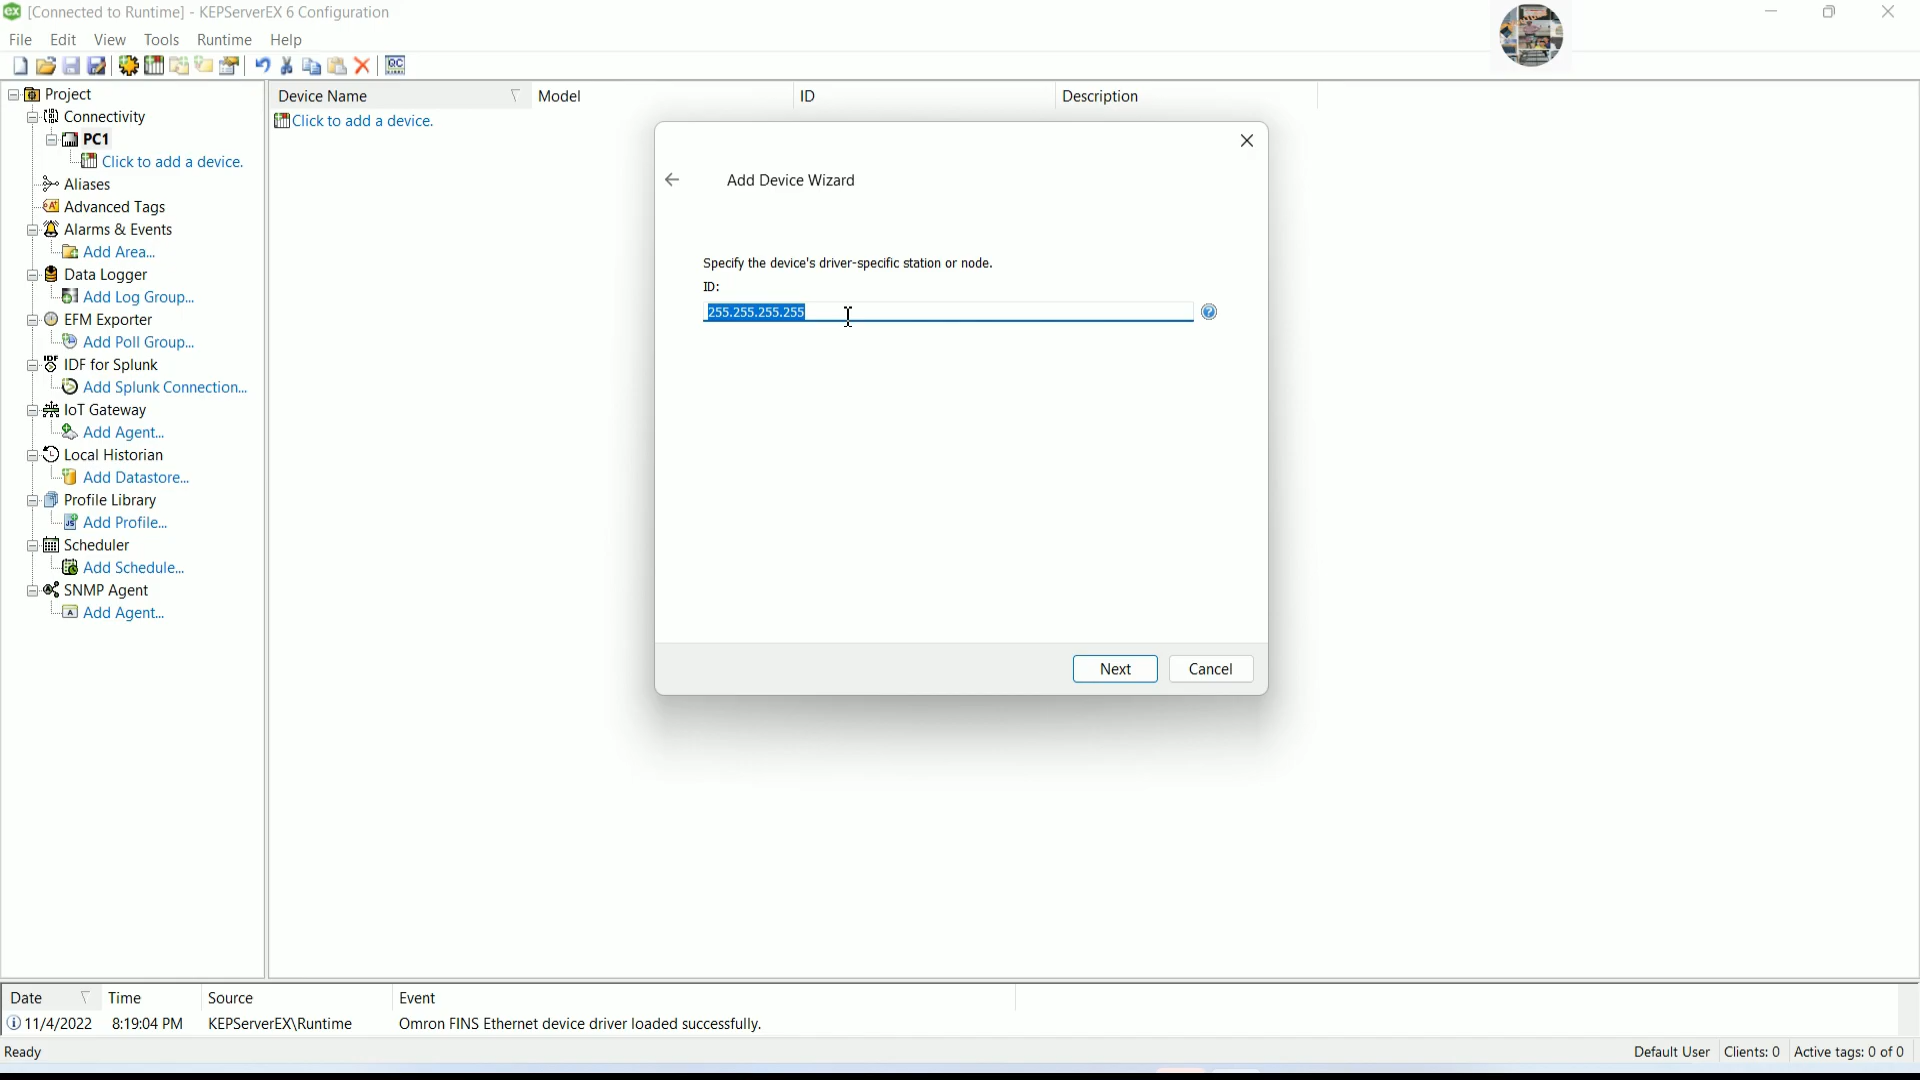 [Connected to Runtime] - KEPServerEX 6 Configuration
File Edit View Tools Runtime Help
Project
Connectivity
PC1
Click to add a device.
Aliases
Advanced Tags
Alarms & Events
Add Area...
Data Logger
Add Log Group...
EFM Exporter
Add Poll Group...
IDF for Splunk
Add Splunk Connection...
IoT Gateway
Add Agent...
Local Historian
Add Datastore...
Profile Library
Add Profile...
Scheduler
Add Schedule...
SNMP Agent
Add Agent...
Device Name Model ID Description
Click to add a device.
Add Device Wizard
Specify the device's driver-specific station or node.
ID:
255.255.255.255
Next Cancel
Date Time Source Event
11/4/2022 8:19:04 PM KEPServerEX\Runtime Omron FINS Ethernet device driver loaded successfully.
Ready Default User Clients: 0 Active tags: 0 of 0